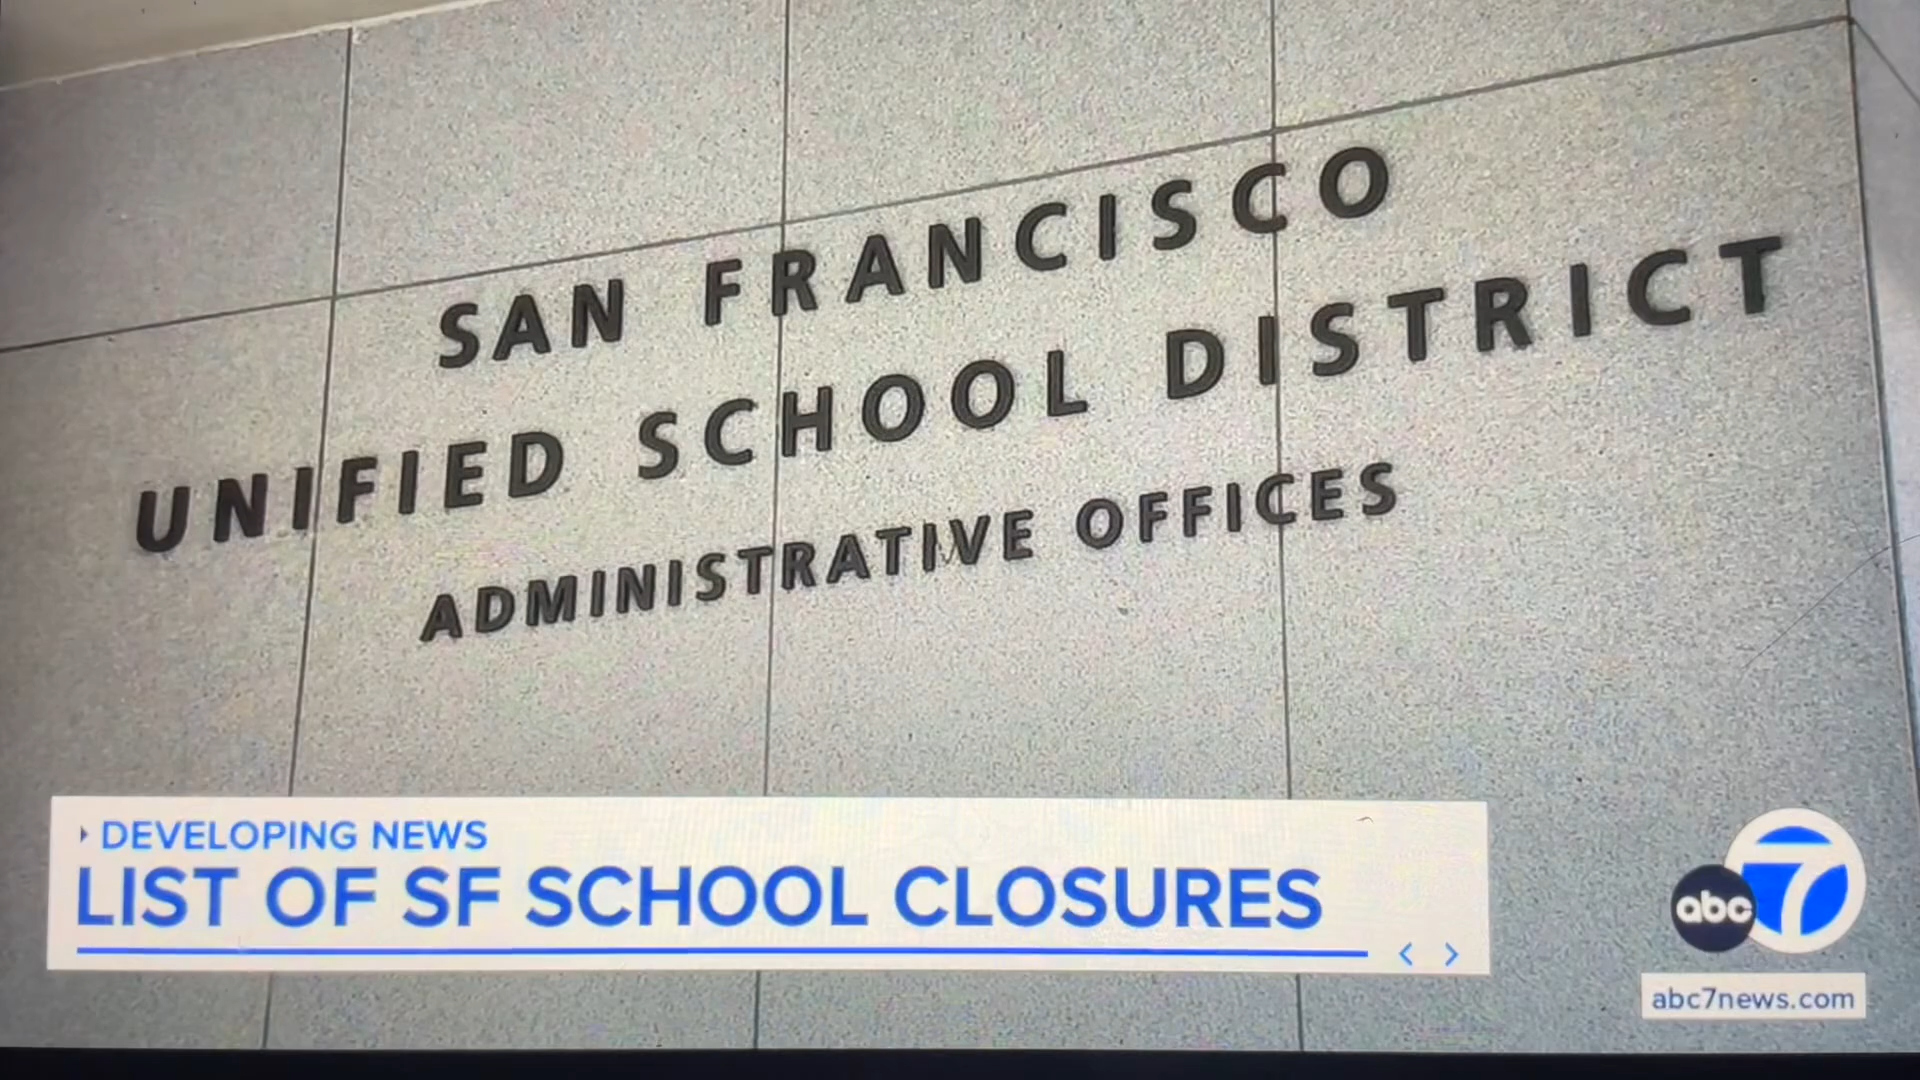 SAN FRANCISCO
UNIFIED SCHOOL DISTRICT
ADMINISTRATIVE OFFICES
DEVELOPING NEWS
LIST OF SF SCHOOL CLOSURES
abc 7
abc7news.com